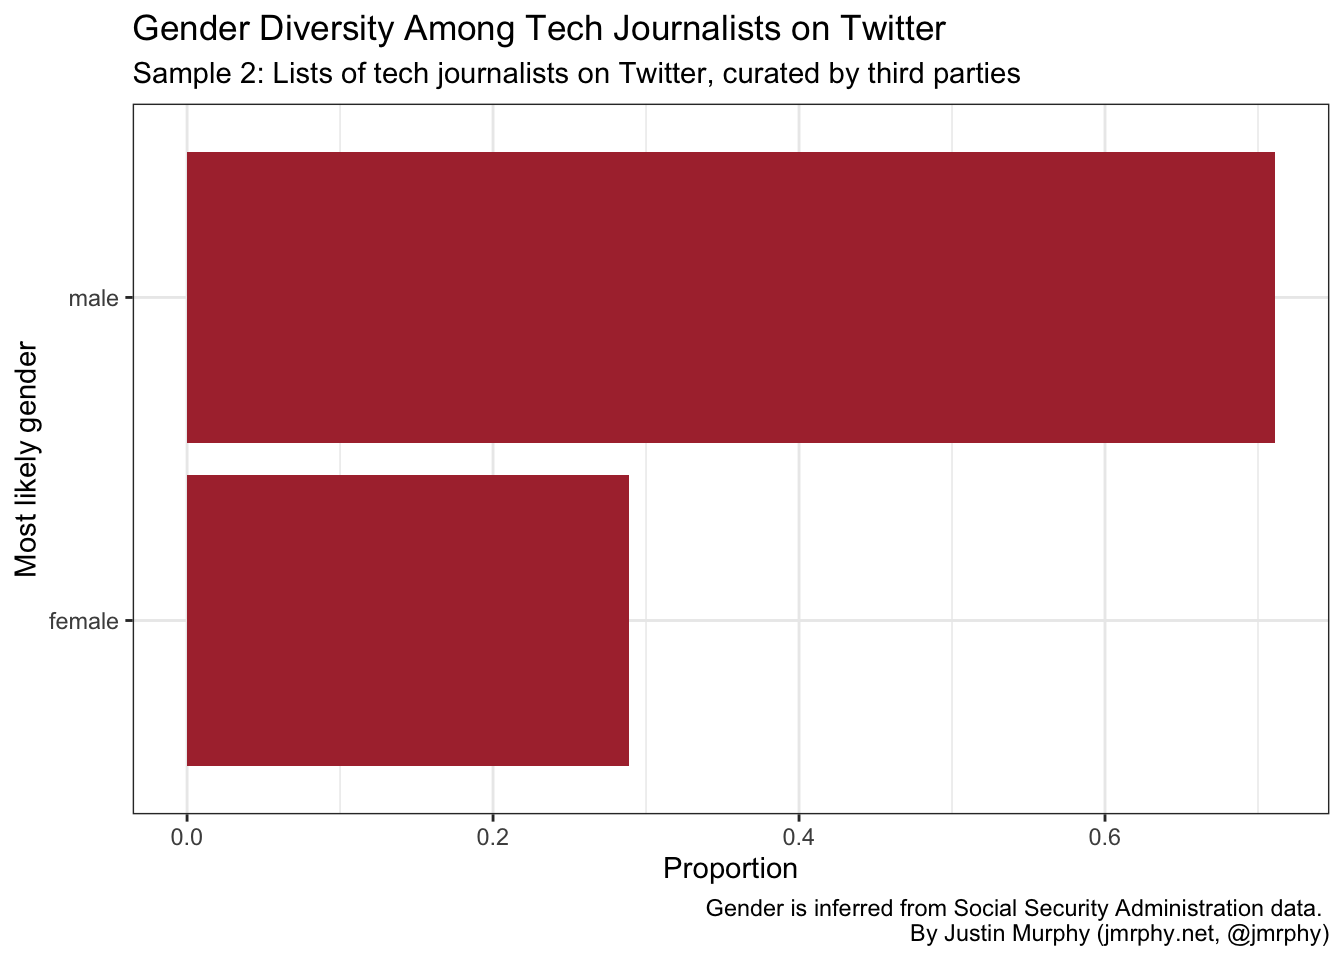 Gender Diversity Among Tech Journalists on Twitter
Sample 2: Lists of tech journalists on Twitter, curated by third parties
Most likely gender
male
female
0.0 0.2 0.4 0.6
Proportion
Gender is inferred from Social Security Administration data.
By Justin Murphy (jmrphy.net, @jmrphy)